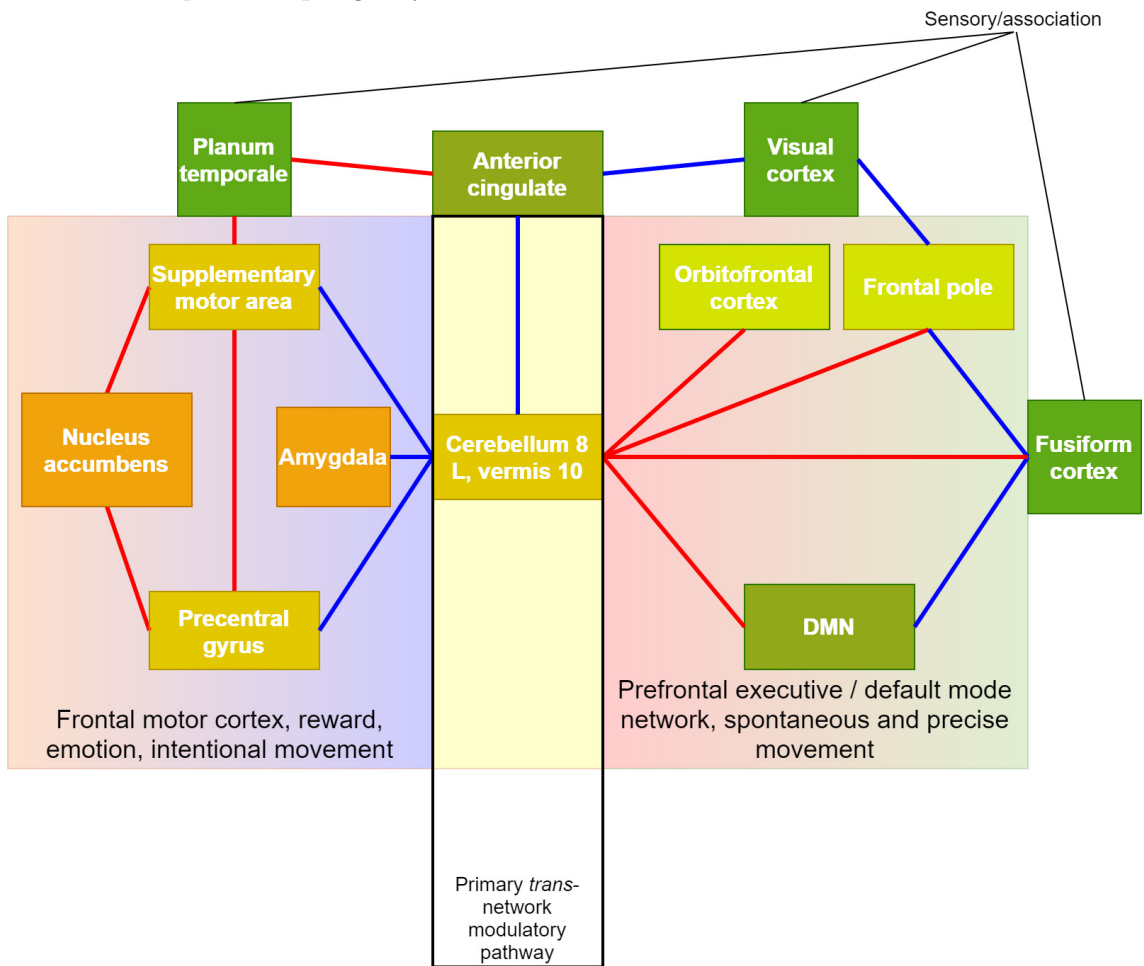 Sensory/association
Planum
temporale
Anterior
cingulate
Visual
cortex
Supplementary
motor area
Orbitofrontal
cortex
Frontal pole
Nucleus
accumbens
Amygdala
Cerebellum 8
L, vermis 10
Fusiform
cortex
Precentral
gyrus
DMN
Frontal motor cortex, reward,
emotion, intentional movement
Prefrontal executive / default mode
network, spontaneous and precise
movement
Primary trans-
network
modulatory
pathway